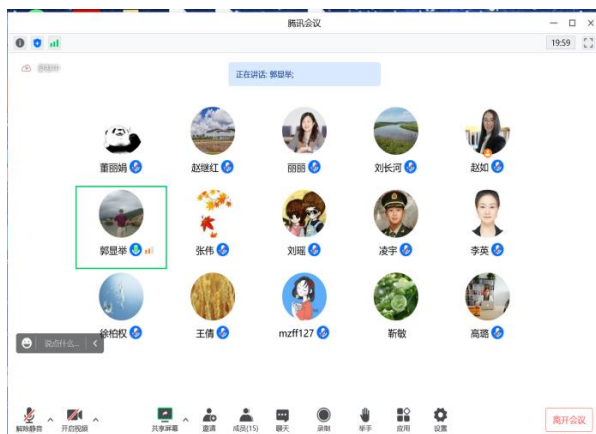 腾讯会议
19:59
录制中
正在讲话: 郭显举;
董丽娟
赵继红
丽丽
刘长河
赵如
郭显举
张伟
刘瑶
凌宇
李英
徐柏权
王倩
mzff127
靳敏
高璐
说点什么...
解除静音
开启视频
共享屏幕
邀请
成员(15)
聊天
录制
举手
应用
设置
离开会议